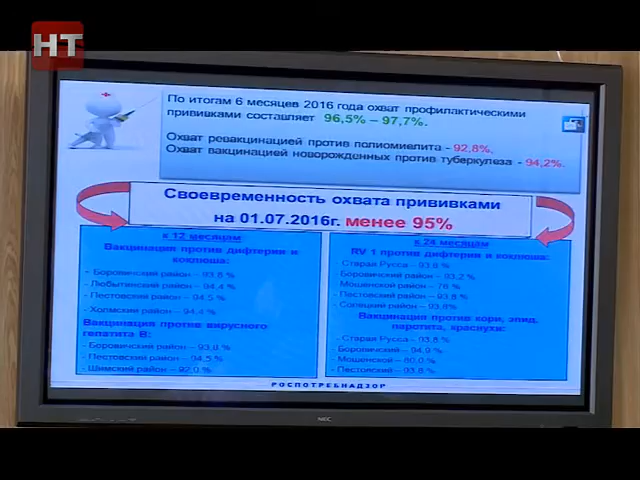 НТ
По итогам 6 месяцев 2016 года охват профилактическими
прививками составляет 96,5% – 97,7%.
Охват ревакцинацией против полиомиелита - 92,8%,
Охват вакцинацией новорожденных против туберкулеза - 94,2%.
Своевременность охвата прививками
на 01.07.2016г. менее 95%
к 12 месяцам
Вакцинация против дифтерии и
коклюша:
- Боровичский район – 93,8 %
- Любытинский район – 94,4 %
- Пестовский район – 94,5 %
- Холмский район – 94,4 %
Вакцинация против вирусного
гепатита В:
- Боровичский район – 93,0 %
- Пестовский район – 94,5 %
- Шимский район – 92,0 %
к 24 месяцам
RV 1 против дифтерии и коклюша:
- Старая Русса – 93,8 %
- Боровичский район – 93,2 %
- Мошенской район – 76 %
- Пестовский район – 93,8 %
- Солецкий район – 93,8%
Вакцинация против кори, эпид.
паротита, краснухи:
- Старая Русса – 93,8 %
- Боровичский – 94,9 %
- Мошенской – 80,0 %
- Пестовский – 93,8 %
РОСПОТРЕБНАДЗОР
NEC